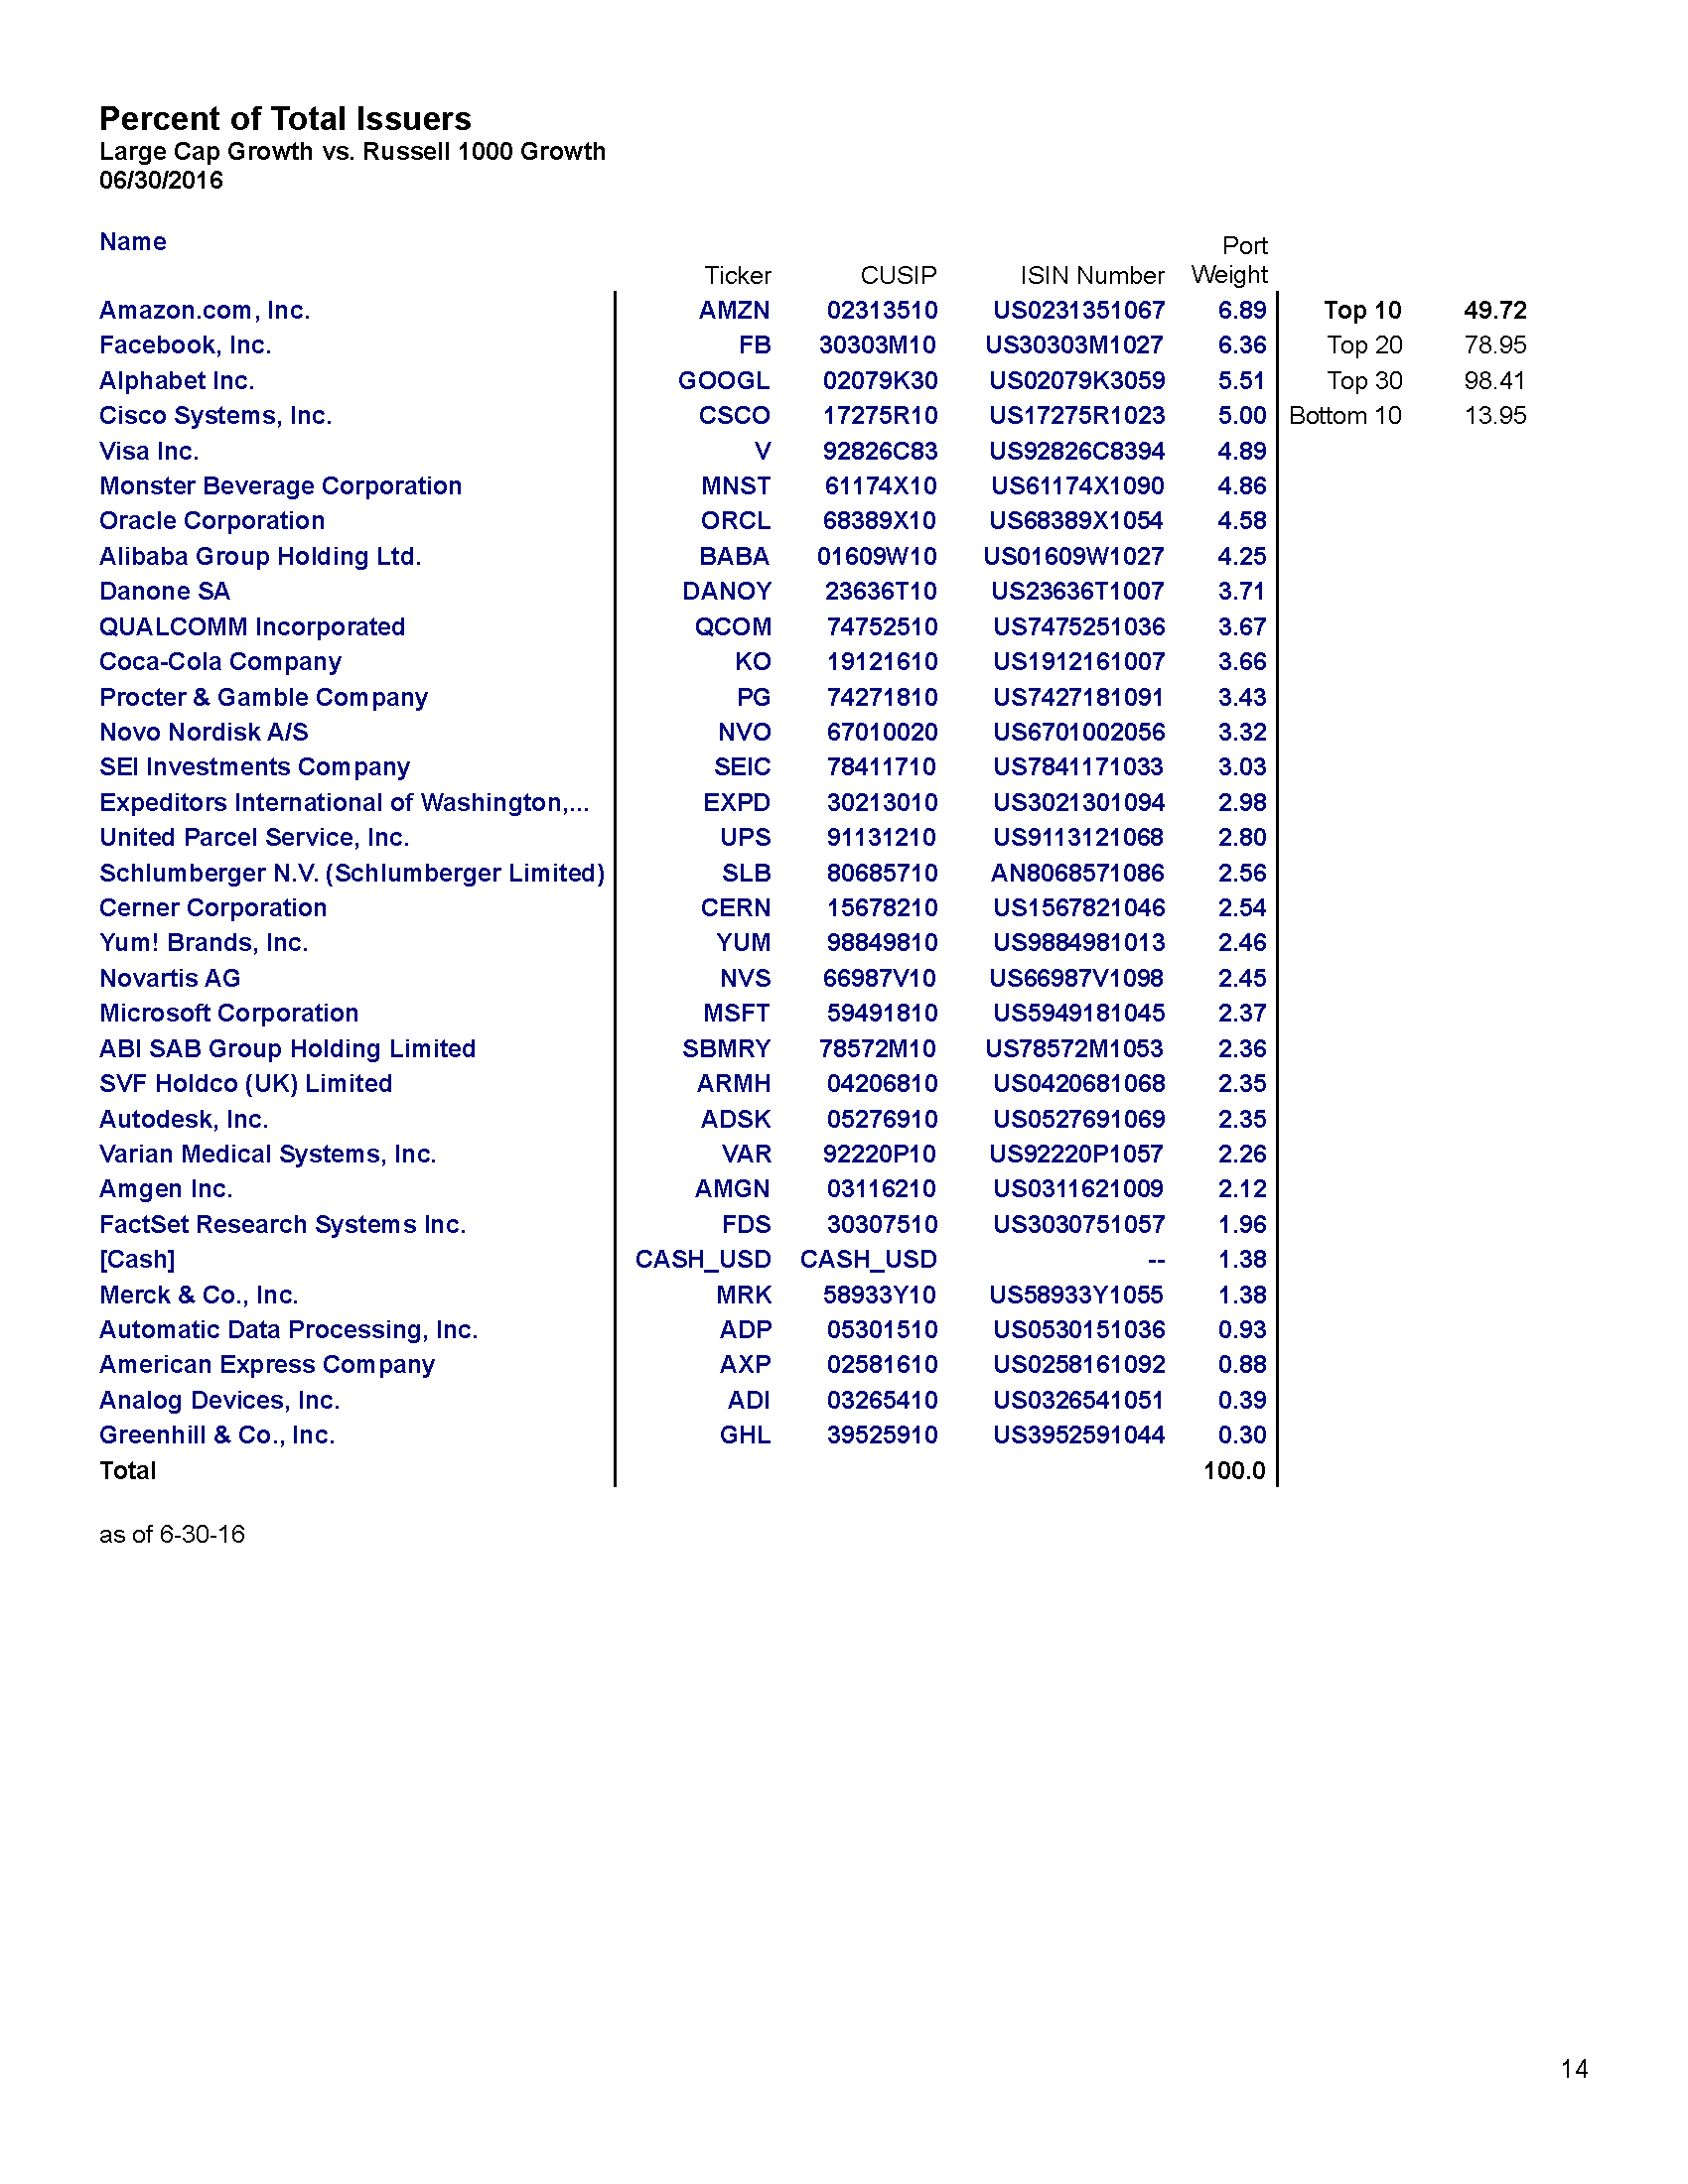 Percent of Total Issuers
Large Cap Growth vs. Russell 1000 Growth
06/30/2016
Name Ticker CUSIP ISIN Number Port Weight
Amazon.com, Inc. AMZN 02313510 US0231351067 6.89 Top 10 49.72
Facebook, Inc. FB 30303M10 US30303M1027 6.36 Top 20 78.95
Alphabet Inc. GOOGL 02079K30 US02079K3059 5.51 Top 30 98.41
Cisco Systems, Inc. CSCO 17275R10 US17275R1023 5.00 Bottom 10 13.95
Visa Inc. V 92826C83 US92826C8394 4.89
Monster Beverage Corporation MNST 61174X10 US61174X1090 4.86
Oracle Corporation ORCL 68389X10 US68389X1054 4.58
Alibaba Group Holding Ltd. BABA 01609W10 US01609W1027 4.25
Danone SA DANOY 23636T10 US23636T1007 3.71
QUALCOMM Incorporated QCOM 74752510 US7475251036 3.67
Coca-Cola Company KO 19121610 US1912161007 3.66
Procter & Gamble Company PG 74271810 US7427181091 3.43
Novo Nordisk A/S NVO 67010020 US6701002056 3.32
SEI Investments Company SEIC 78411710 US7841171033 3.03
Expeditors International of Washington,... EXPD 30213010 US3021301094 2.98
United Parcel Service, Inc. UPS 91131210 US9113121068 2.80
Schlumberger N.V. (Schlumberger Limited) SLB 80685710 AN8068571086 2.56
Cerner Corporation CERN 15678210 US1567821046 2.54
Yum! Brands, Inc. YUM 98849810 US9884981013 2.46
Novartis AG NVS 66987V10 US66987V1098 2.45
Microsoft Corporation MSFT 59491810 US5949181045 2.37
ABI SAB Group Holding Limited SBMRY 78572M10 US78572M1053 2.36
SVF Holdco (UK) Limited ARMH 04206810 US0420681068 2.35
Autodesk, Inc. ADSK 05276910 US0527691069 2.35
Varian Medical Systems, Inc. VAR 92220P10 US92220P1057 2.26
Amgen Inc. AMGN 03116210 US0311621009 2.12
FactSet Research Systems Inc. FDS 30307510 US3030751057 1.96
[Cash] CASH_USD CASH_USD -- 1.38
Merck & Co., Inc. MRK 58933Y10 US58933Y1055 1.38
Automatic Data Processing, Inc. ADP 05301510 US0530151036 0.93
American Express Company AXP 02581610 US0258161092 0.88
Analog Devices, Inc. ADI 03265410 US0326541051 0.39
Greenhill & Co., Inc. GHL 39525910 US3952591044 0.30
Total 100.0
as of 6-30-16
14